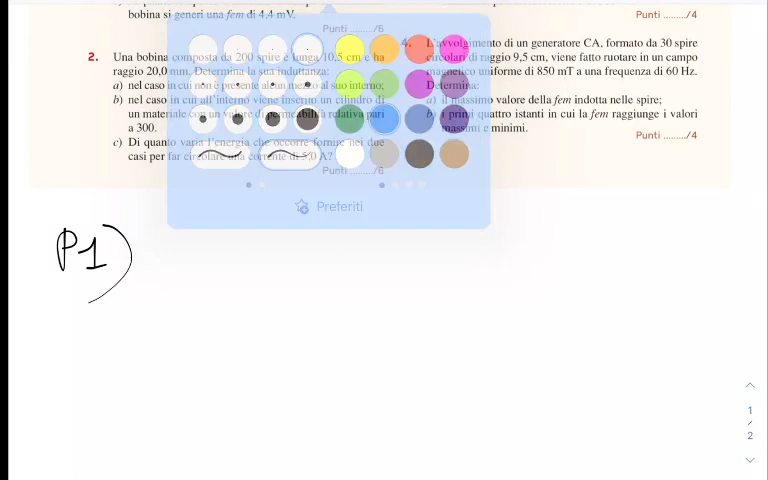 bobina si generi una fem di 4,4 mV.
Punti ........./4
Punti ........./6
2. Una bobina composta da 200 spire è lunga 10,5 cm e ha
raggio 20,0 mm. Determina la sua induttanza:
a) nel caso in cui non è presente alcun mezzo al suo interno;
b) nel caso in cui all'interno viene inserito un cilindro di
un materiale con un valore di permeabilità relativa pari
a 300.
c) Di quanto varia l'energia che occorre fornire nei due
casi per far circolare una corrente di 5,0 A?
Punti ........./6
4. L'avvolgimento di un generatore CA, formato da 30 spire
circolari di raggio 9,5 cm, viene fatto ruotare in un campo
magnetico uniforme di 850 mT a una frequenza di 60 Hz.
Determina:
a) il massimo valore della fem indotta nelle spire;
b) i primi quattro istanti in cui la fem raggiunge i valori
massimi e minimi.
Punti ........./4
Preferiti
P1)
1
/
2